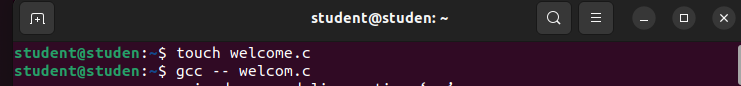 student@studen: ~
student@studen:~$ touch welcome.c
student@studen:~$ gcc -- welcom.c